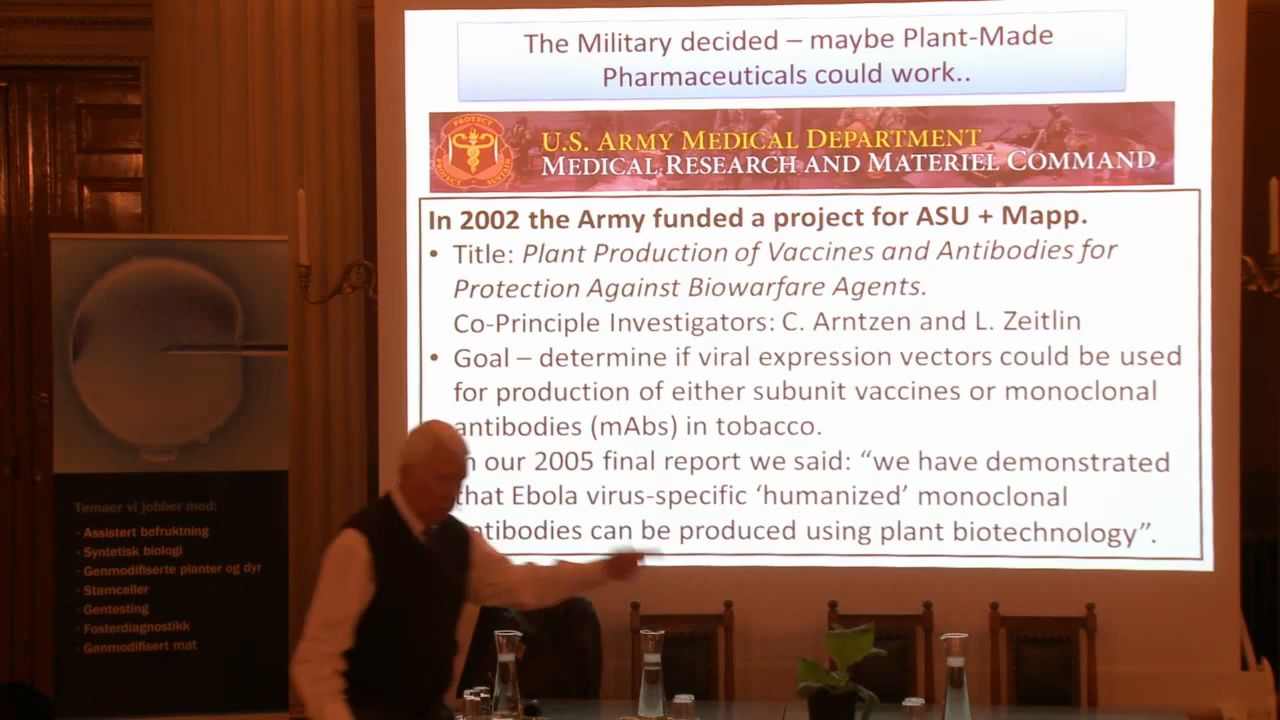 The Military decided – maybe Plant-Made
Pharmaceuticals could work..
PROTECT
PROJECT
SUSTAIN
U.S. ARMY MEDICAL DEPARTMENT
MEDICAL RESEARCH AND MATERIEL COMMAND
In 2002 the Army funded a project for ASU + Mapp.
• Title: Plant Production of Vaccines and Antibodies for
Protection Against Biowarfare Agents.
Co-Principle Investigators: C. Arntzen and L. Zeitlin
• Goal – determine if viral expression vectors could be used
for production of either subunit vaccines or monoclonal
antibodies (mAbs) in tobacco.
our 2005 final report we said: “we have demonstrated
that Ebola virus-specific ‘humanized’ monoclonal
antibodies can be produced using plant biotechnology”.
Temaer vi jobber med:
· Assistert befruktning
· Syntetisk biologi
· Genmodifiserte planter og dyr
· Stamceller
· Gentesting
· Fosterdiagnostikk
· Genmodifisert mat